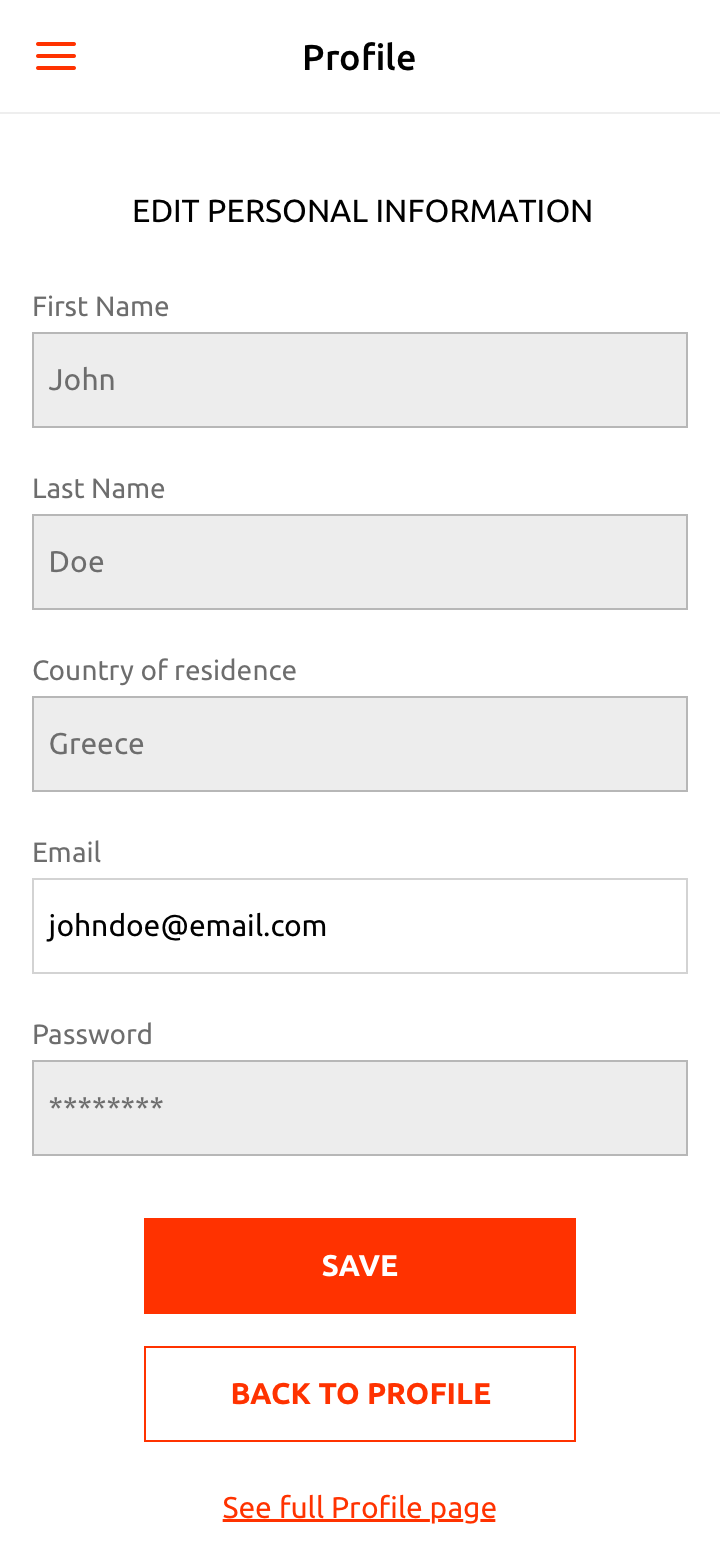 Profile
EDIT PERSONAL INFORMATION
First Name
John
Last Name
Doe
Country of residence
Greece
Email
johndoe@email.com
Password
********
SAVE
BACK TO PROFILE
See full Profile page